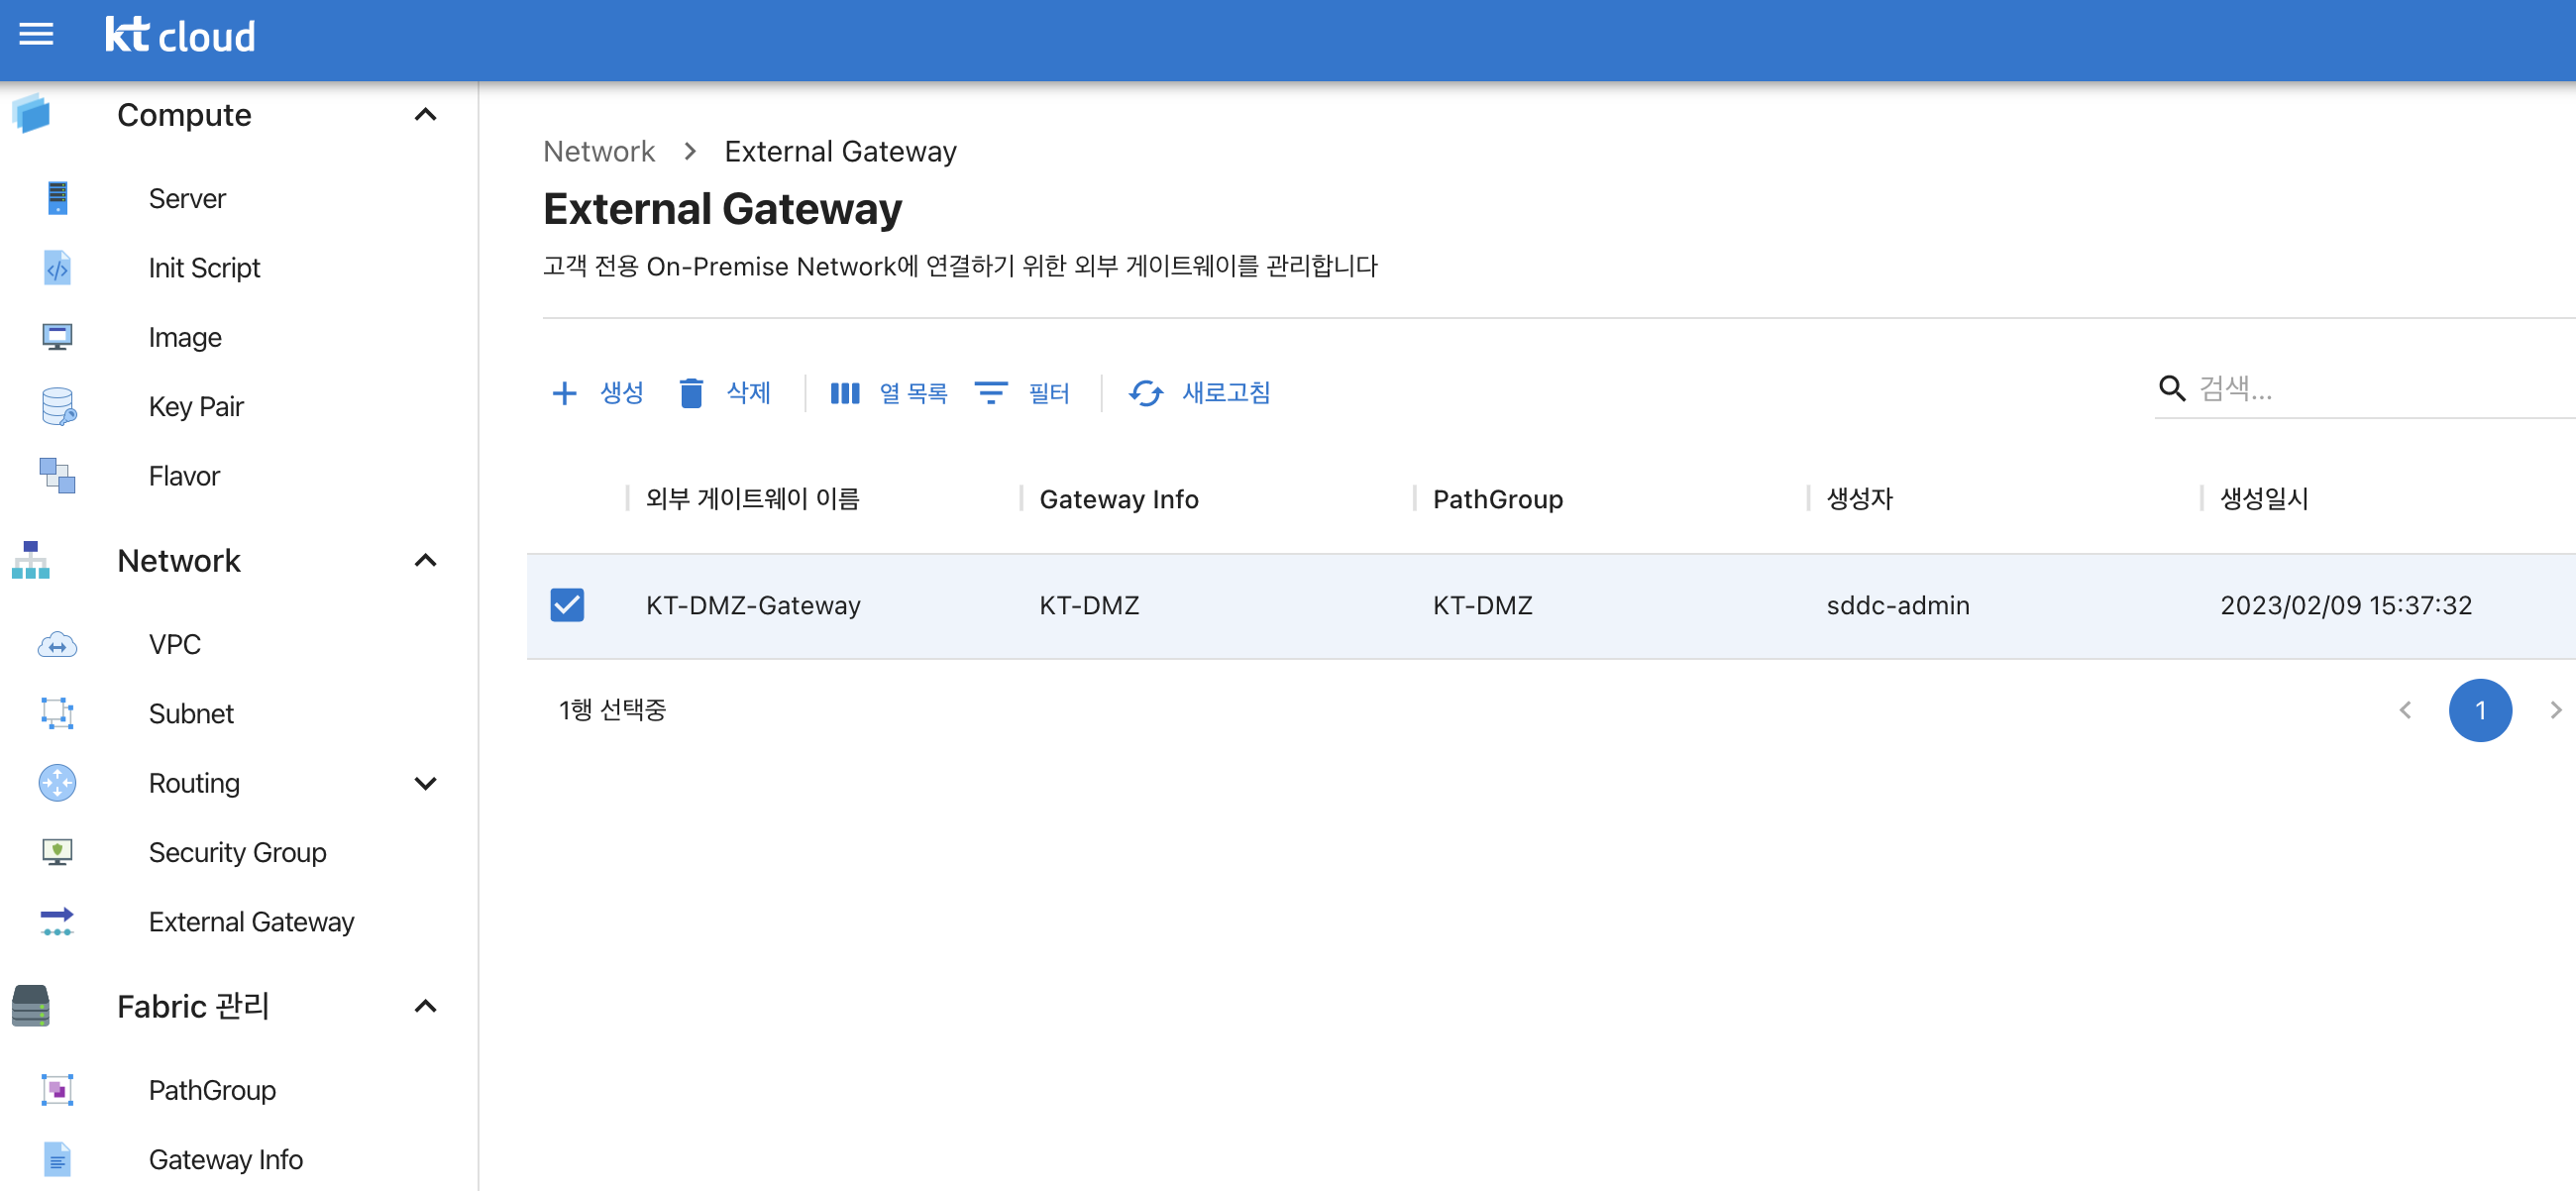 kt cloud
Compute
Server
Init Script
Image
Key Pair
Flavor
Network
VPC
Subnet
Routing
Security Group
External Gateway
Fabric 관리
PathGroup
Gateway Info
Network > External Gateway
External Gateway
고객 전용 On-Premise Network에 연결하기 위한 외부 게이트웨이를 관리합니다
+ 생성 삭제 열 목록 필터 새로고침 검색...
외부 게이트웨이 이름 Gateway Info PathGroup 생성자 생성일시
KT-DMZ-Gateway KT-DMZ KT-DMZ sddc-admin 2023/02/09 15:37:32
1행 선택중 < 1 >